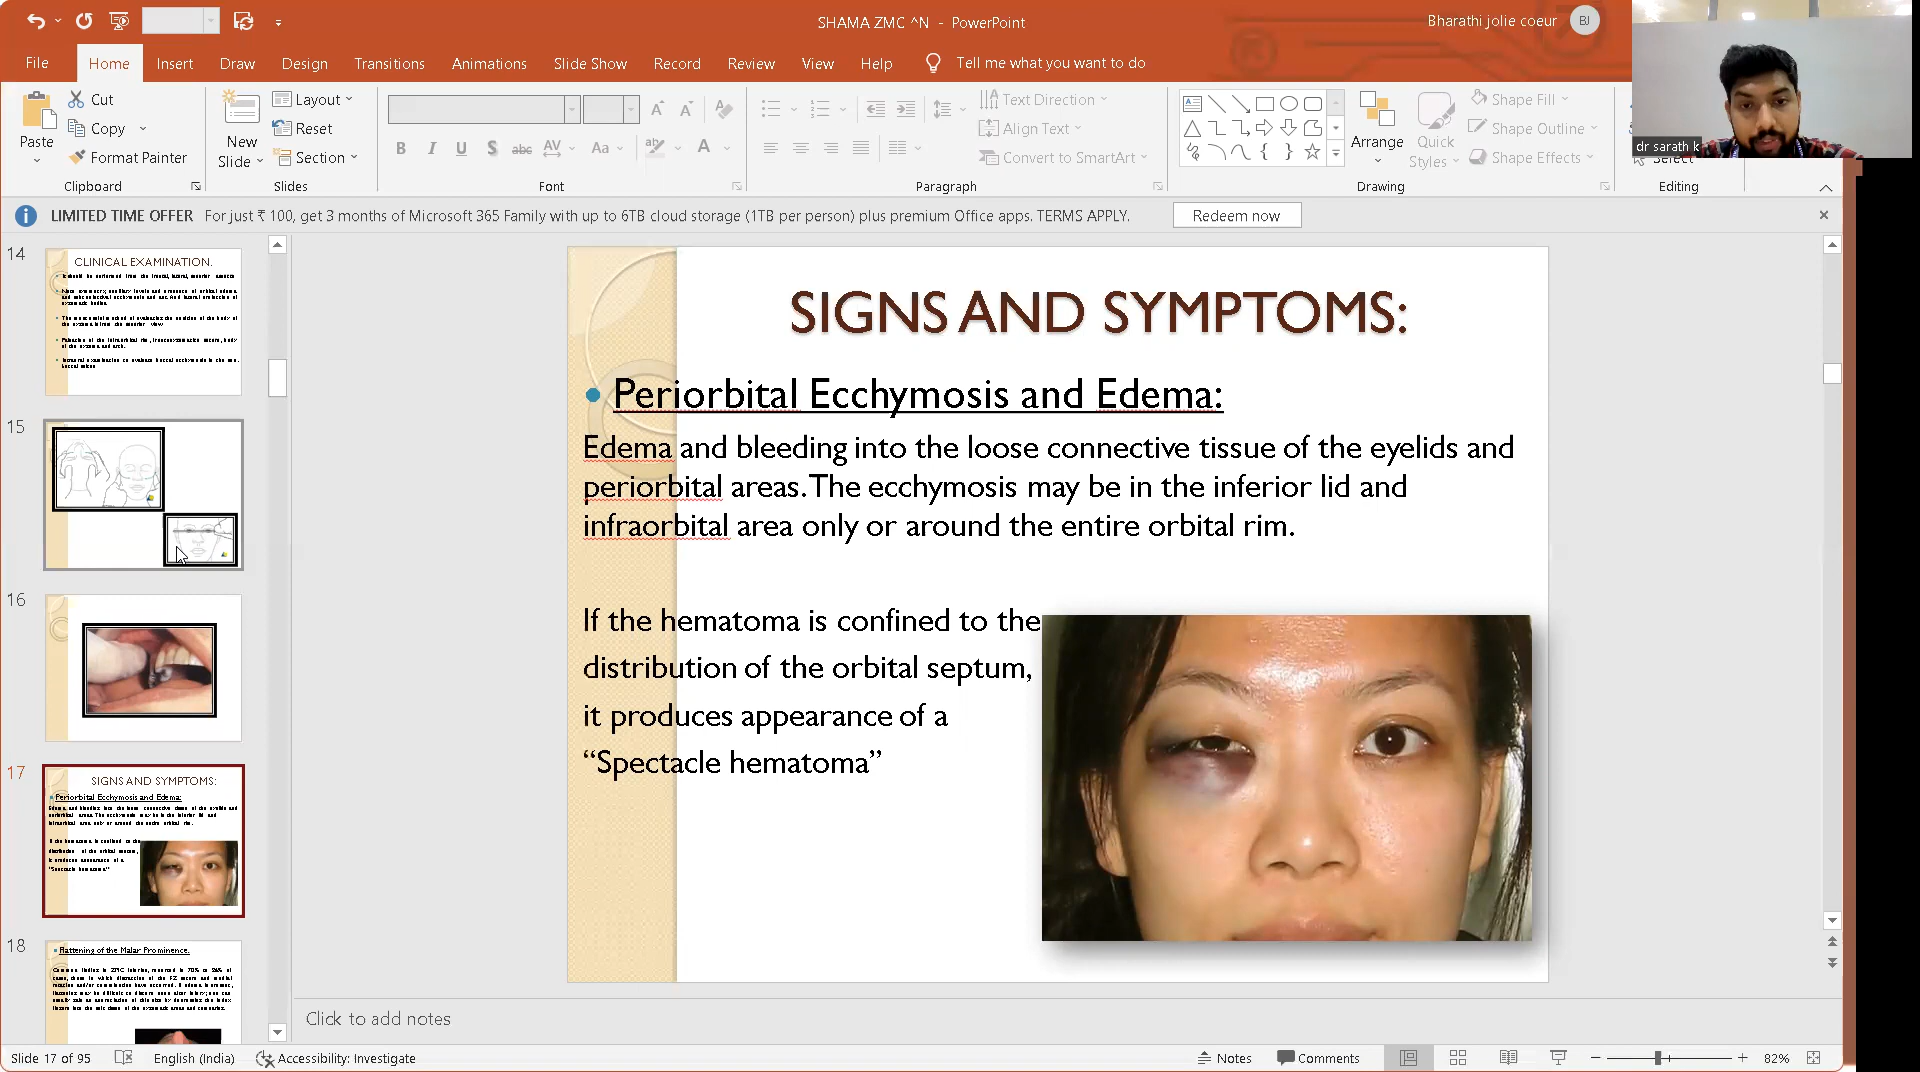 SHAMA ZMC ^N - PowerPoint
Bharathi jolie coeur
BJ
File Home Insert Draw Design Transitions Animations Slide Show Record Review View Help Tell me what you want to do
Paste
Cut
Copy
Format Painter
Clipboard
New Slide
Layout
Reset
Section
Slides
B I U S abc AV Aa A
Font
Text Direction
Align Text
Convert to SmartArt
Paragraph
Arrange
Quick Styles
Shape Fill
Shape Outline
Shape Effects
Drawing
Select
Editing
dr sarath k
LIMITED TIME OFFER For just ₹ 100, get 3 months of Microsoft 365 Family with up to 6TB cloud storage (1TB per person) plus premium Office apps. TERMS APPLY.
Redeem now
14
CLINICAL EXAMINATION.
15
16
17
SIGNS AND SYMPTOMS:
Periorbital Ecchymosis and Edema:
18
Flattening of the Malar Prominence.
SIGNS AND SYMPTOMS:
• Periorbital Ecchymosis and Edema:
Edema and bleeding into the loose connective tissue of the eyelids and
periorbital areas. The ecchymosis may be in the inferior lid and
infraorbital area only or around the entire orbital rim.
If the hematoma is confined to the
distribution of the orbital septum,
it produces appearance of a
“Spectacle hematoma”
Click to add notes
Slide 17 of 95
English (India)
Accessibility: Investigate
Notes
Comments
82%